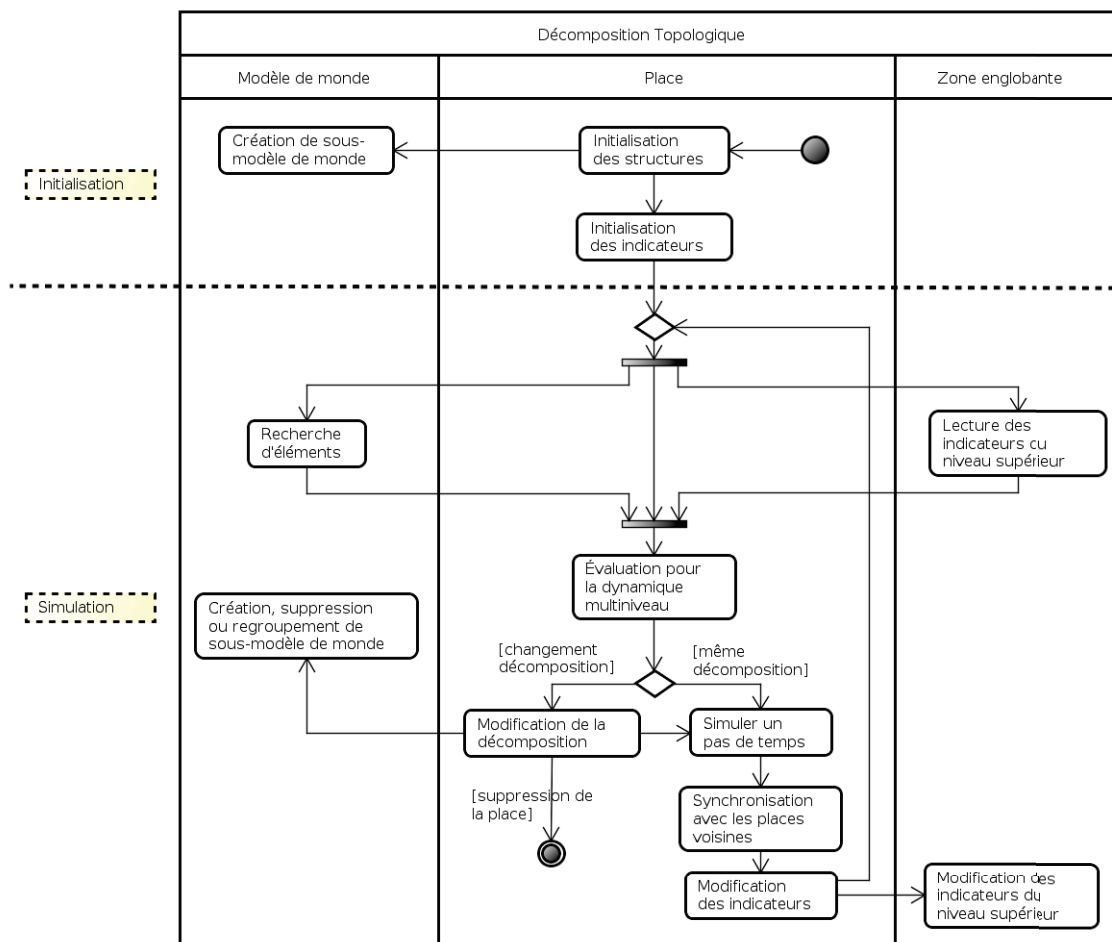 Décomposition Topologique
Modèle de monde
Place
Zone englobante
Création de sous-
modèle de monde
Initialisation
des structures
Initialisation
Initialisation
des indicateurs
Recherche
d'éléments
Lecture des
indicateurs cu
niveau supérieur
Évaluation pour
la dynamique
multiniveau
Simulation
Création, suppression
ou regroupement de
sous-modèle de monde
[changement
décomposition]
[même
décomposition]
Modification de la
décomposition
Simuler un
pas de temps
[suppression de
la place]
Synchronisation
avec les places
voisines
Modification
des indicateurs
Modification des
indicateurs du
niveau supérieur